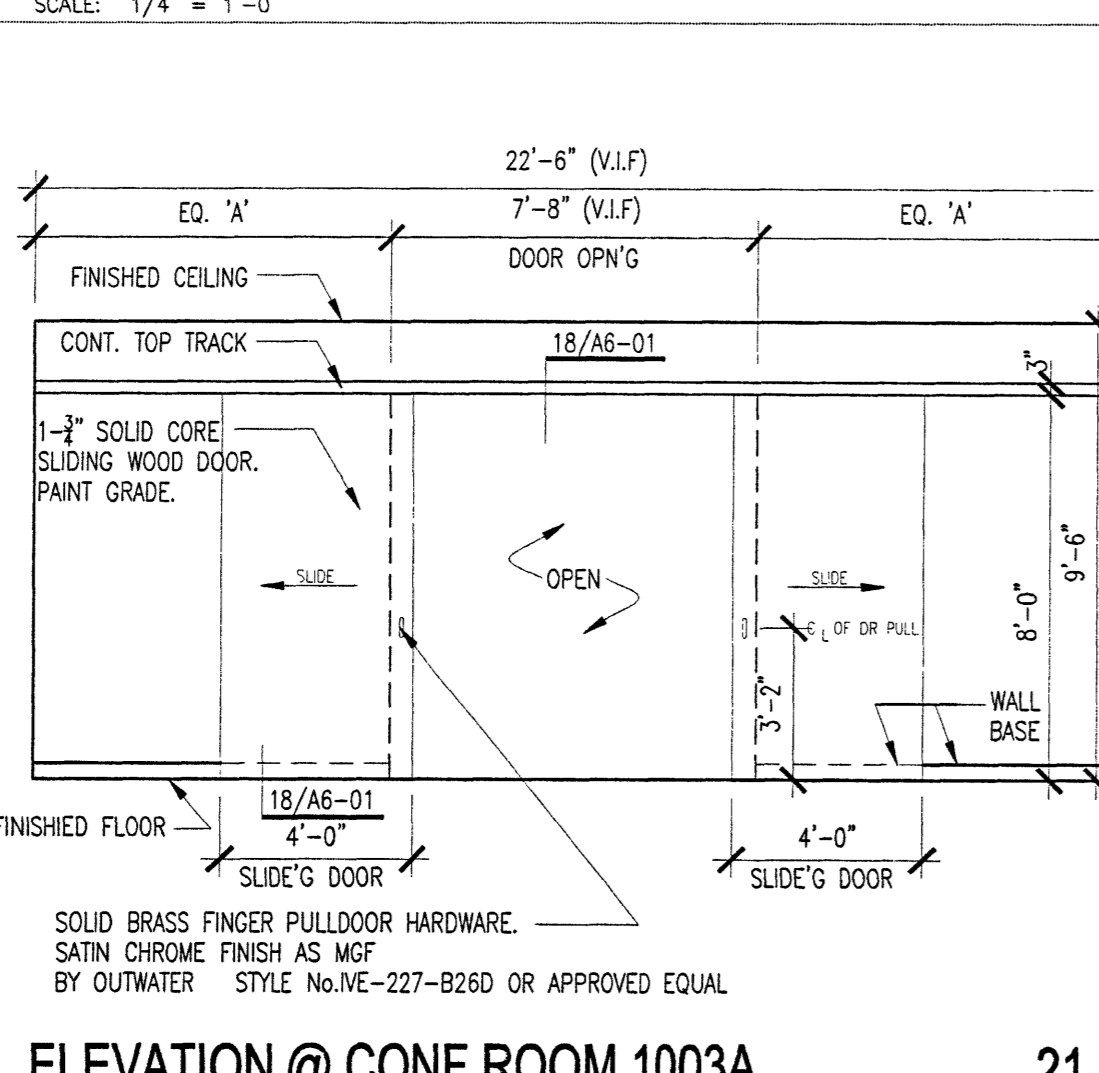 SCALE: 1/4" = 1'-0
22'-6" (V.I.F)
EQ. 'A'
7'-8" (V.I.F)
EQ. 'A'
DOOR OPN'G
FINISHED CEILING
CONT. TOP TRACK
18/A6-01
3"
1-3/4" SOLID CORE
SLIDING WOOD DOOR.
PAINT GRADE.
SLIDE
OPEN
SLIDE
9'-6"
8'-0"
CL OF DR PULL
3'-2"
WALL
BASE
FINISHIED FLOOR
18/A6-01
4'-0"
SLIDE'G DOOR
4'-0"
SLIDE'G DOOR
SOLID BRASS FINGER PULLDOOR HARDWARE.
SATIN CHROME FINISH AS MGF
BY OUTWATER STYLE No.IVE-227-B26D OR APPROVED EQUAL
ELEVATION @ CONF ROOM 1003A
21